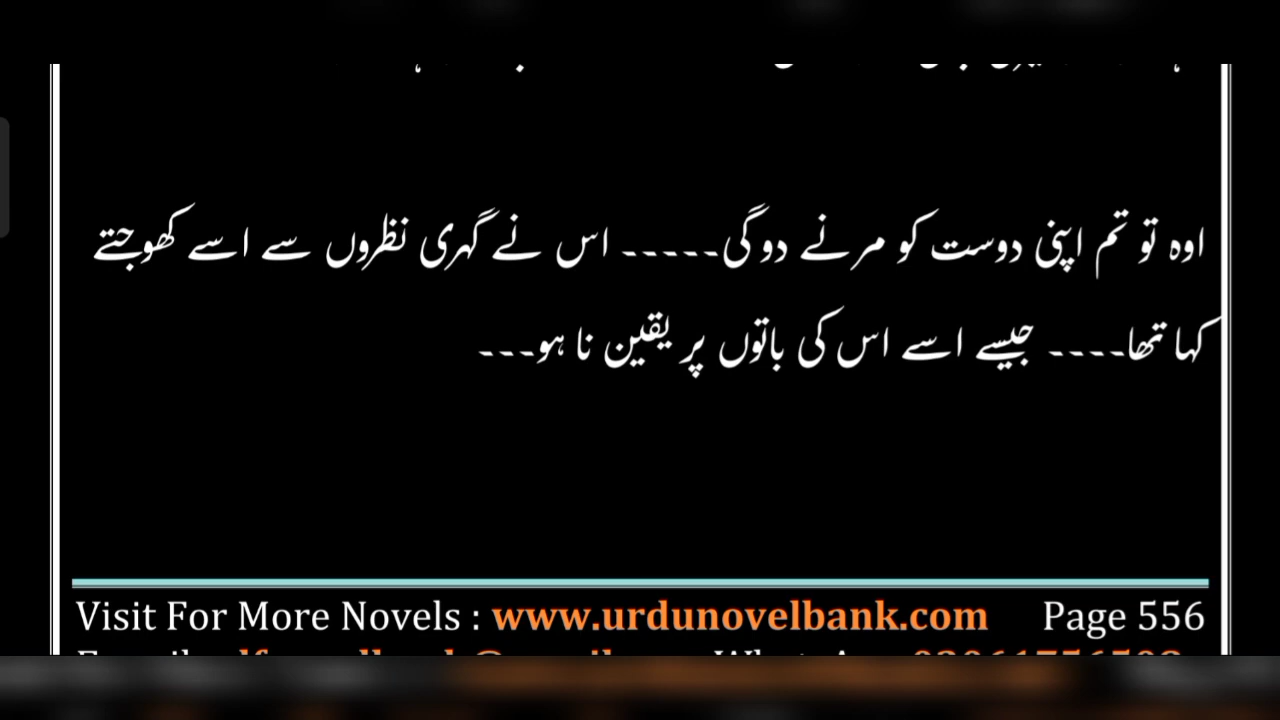 اوہ تو تم اپنی دوست کو مرنے دو گی۔۔۔۔۔ اس نے گہری نظروں سے اسے کھوجتے
کہا تھا۔۔۔۔ جیسے اسے اس کی باتوں پر یقین نا ہو۔۔۔
Visit For More Novels : www.urdunovelbank.com Page 556